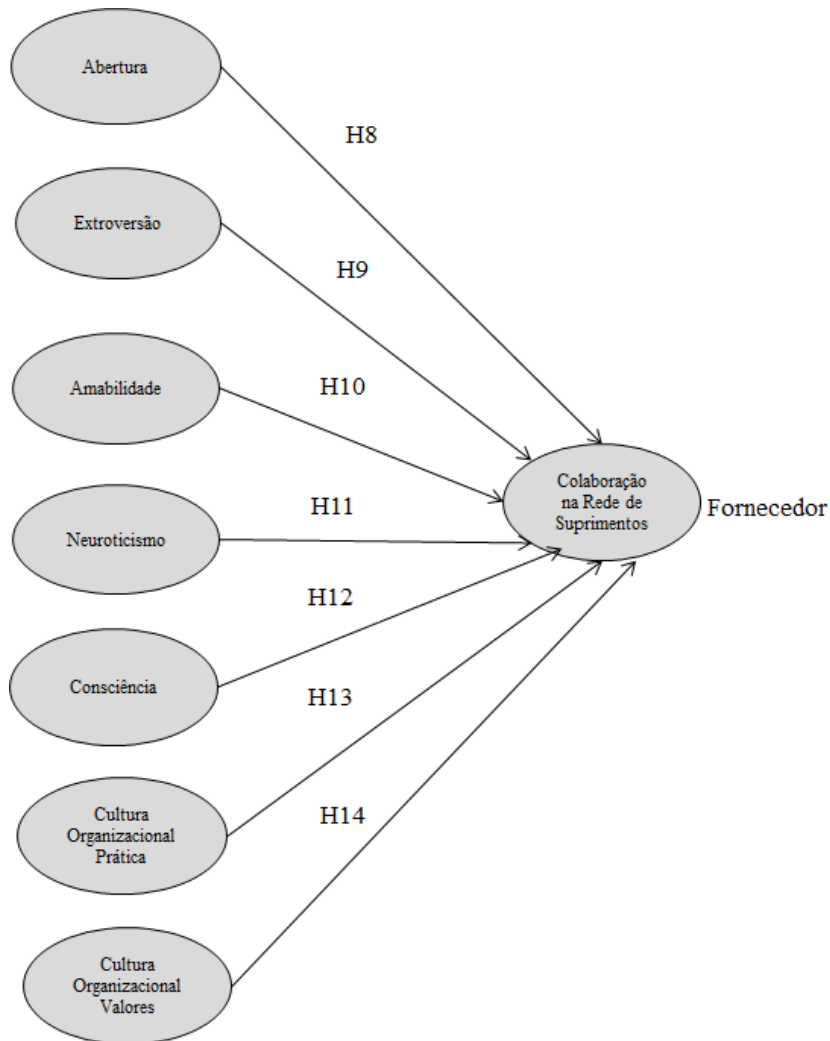 Abertura
H8
Extroversão
H9
Amabilidade
H10
Colaboração
na Rede de
Suprimentos
Fornecedor
H11
Neuroticismo
H12
Consciência
H13
Cultura
Organizacional
Prática
H14
Cultura
Organizacional
Valores